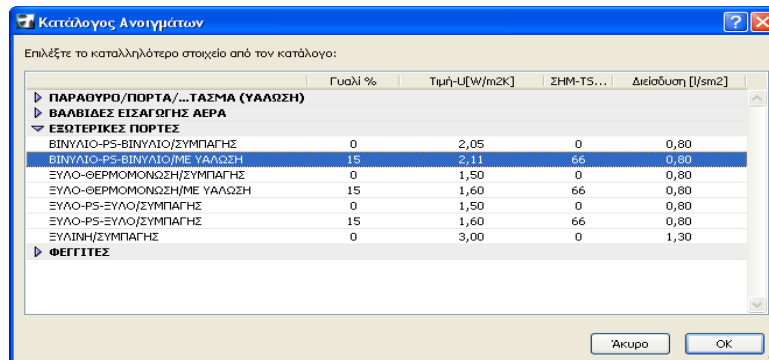 Κατάλογος Ανοιγμάτων
Επιλέξτε το καταλληλότερο στοιχείο από τον κατάλογο:
Γυαλί % Τιμή-U[W/m2K] ΣΗΜ-TS... Διείσδυση [l/sm2]
ΠΑΡΑΘΥΡΟ/ΠΟΡΤΑ/...ΤΑΣΜΑ (ΥΑΛΩΣΗ)
ΒΑΛΒΙΔΕΣ ΕΙΣΑΓΩΓΗΣ ΑΕΡΑ
ΕΞΩΤΕΡΙΚΕΣ ΠΟΡΤΕΣ
ΒΙΝΥΛΙΟ-PS-ΒΙΝΥΛΙΟ/ΣΥΜΠΑΓΗΣ 0 2,05 0 0,80
ΒΙΝΥΛΙΟ-PS-ΒΙΝΥΛΙΟ/ΜΕ ΥΑΛΩΣΗ 15 2,11 66 0,80
ΞΥΛΟ-ΘΕΡΜΟΜΟΝΩΣΗ/ΣΥΜΠΑΓΗΣ 0 1,50 0 0,80
ΞΥΛΟ-ΘΕΡΜΟΜΟΝΩΣΗ/ΜΕ ΥΑΛΩΣΗ 15 1,60 66 0,80
ΞΥΛΟ-PS-ΞΥΛΟ/ΣΥΜΠΑΓΗΣ 0 1,50 0 0,80
ΞΥΛΟ-PS-ΞΥΛΟ/ΣΥΜΠΑΓΗΣ 15 1,60 66 0,80
ΞΥΛΙΝΗ/ΣΥΜΠΑΓΗΣ 0 3,00 0 1,30
ΦΕΓΓΙΤΕΣ
Άκυρο OK